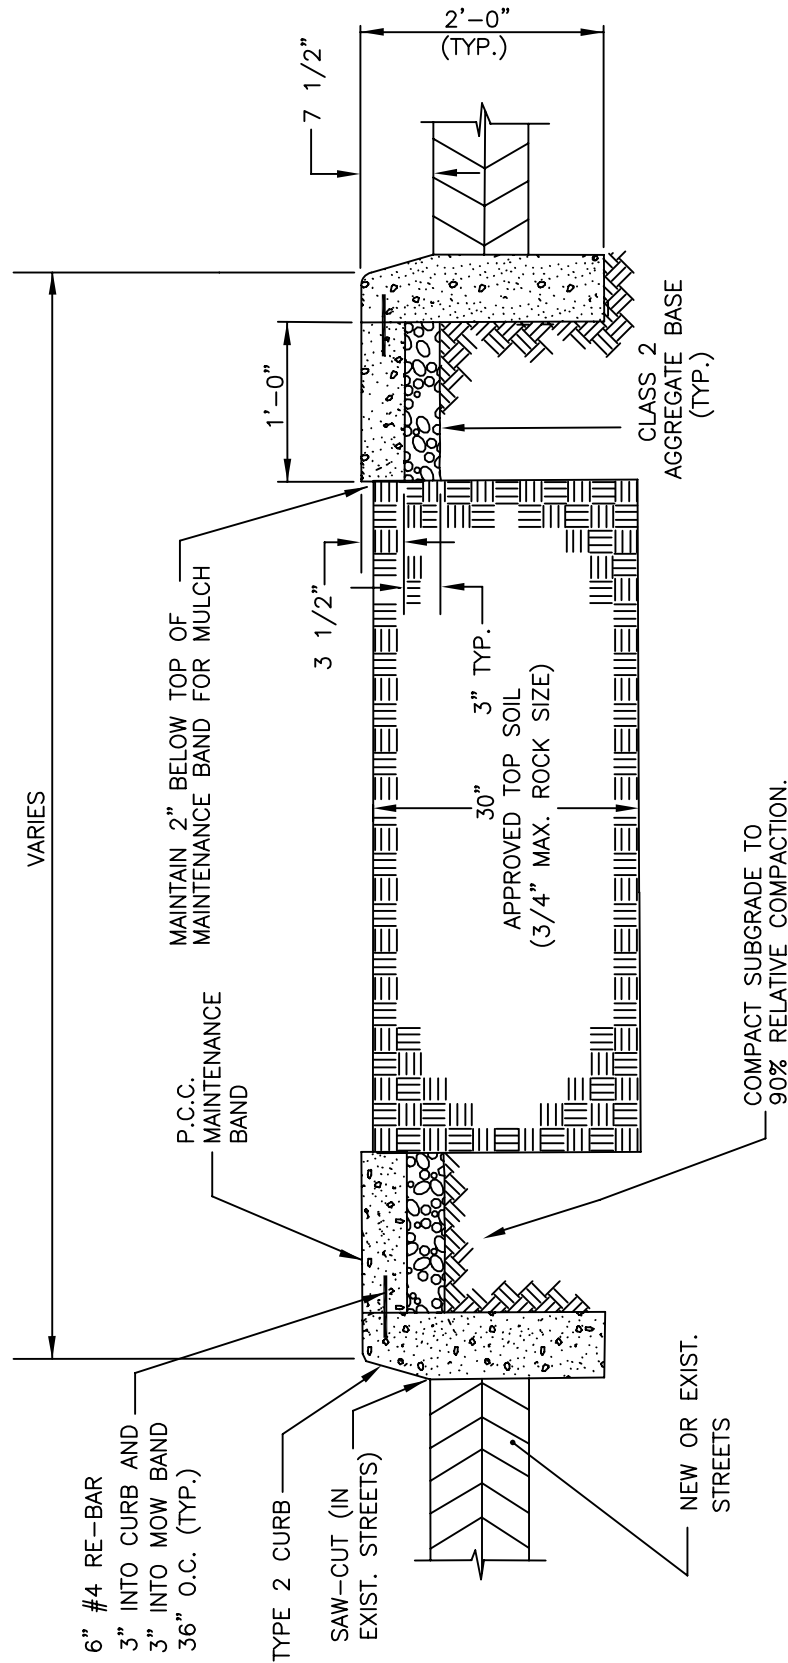 6" #4 RE-BAR
3" INTO CURB AND
3" INTO MOW BAND
36" O.C. (TYP.)
TYPE 2 CURB
SAW-CUT (IN
EXIST. STREETS)
NEW OR EXIST.
STREETS
P.C.C.
MAINTENANCE
BAND
VARIES
MAINTAIN 2" BELOW TOP OF
MAINTENANCE BAND FOR MULCH
COMPACT SUBGRADE TO
90% RELATIVE COMPACTION.
30"
APPROVED TOP SOIL
(3/4" MAX. ROCK SIZE)
3 1/2"
3" TYP.
1'-0"
CLASS 2
AGGREGATE BASE
(TYP.)
7 1/2"
2'-0"
(TYP.)